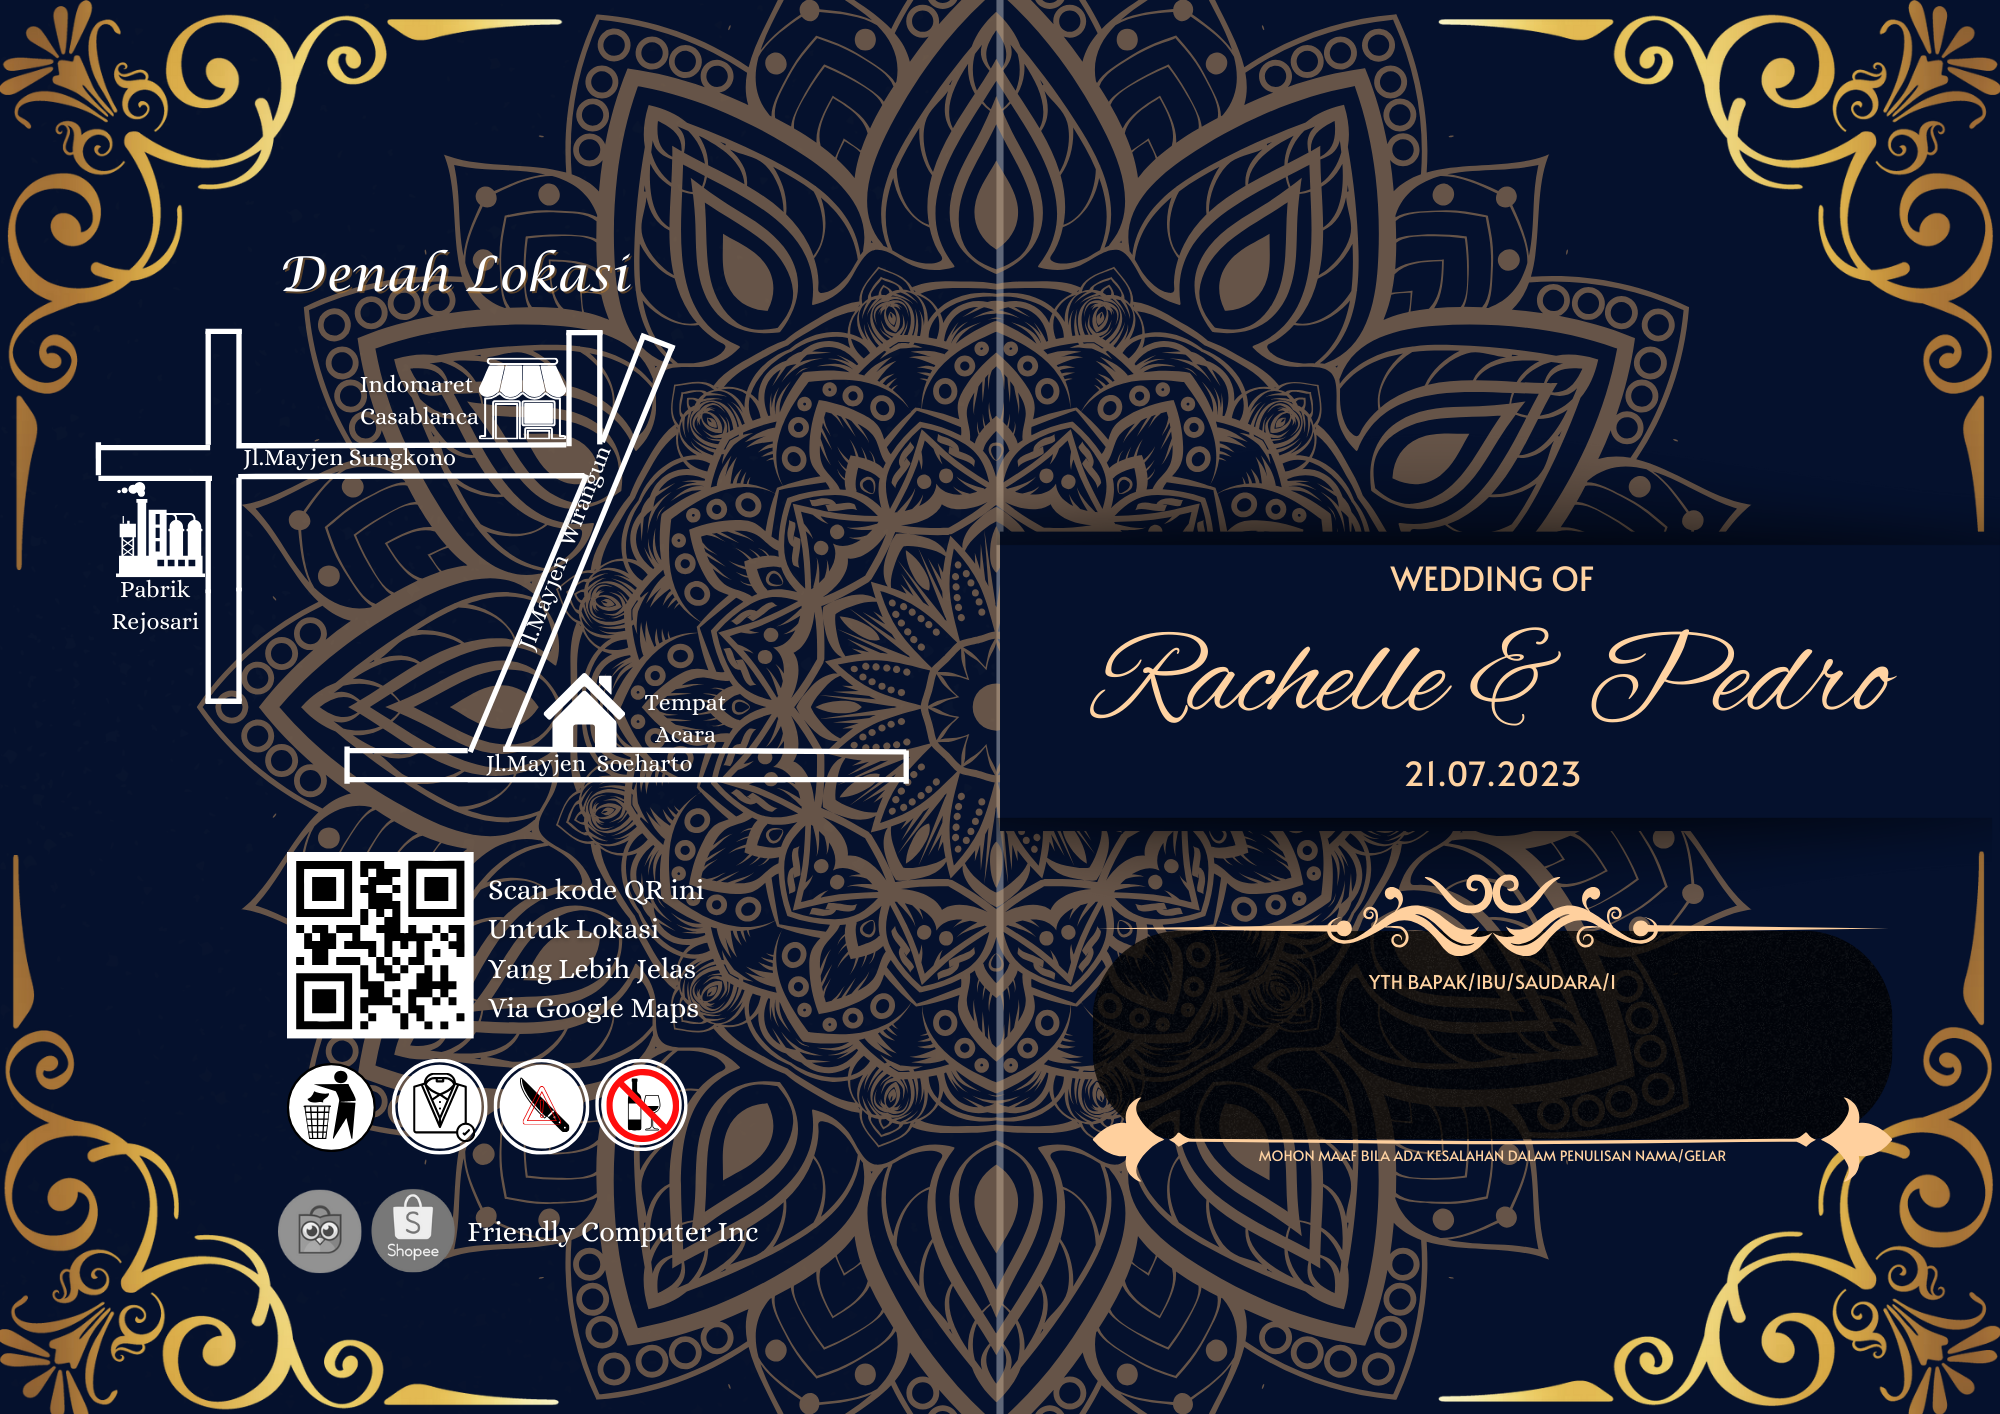 Denah Lokasi
Indomaret
Casablanca
Jl.Mayjen Sungkono
Jl.Mayjen Wirangun
Pabrik
Rejosari
Tempat
Acara
Jl.Mayjen Soeharto
Scan kode QR ini
Untuk Lokasi
Yang Lebih Jelas
Via Google Maps
S
Shopee
Friendly Computer Inc
WEDDING OF
Rachelle & Pedro
21.07.2023
YTH BAPAK/IBU/SAUDARA/I
MOHON MAAF BILA ADA KESALAHAN DALAM PENULISAN NAMA/GELAR